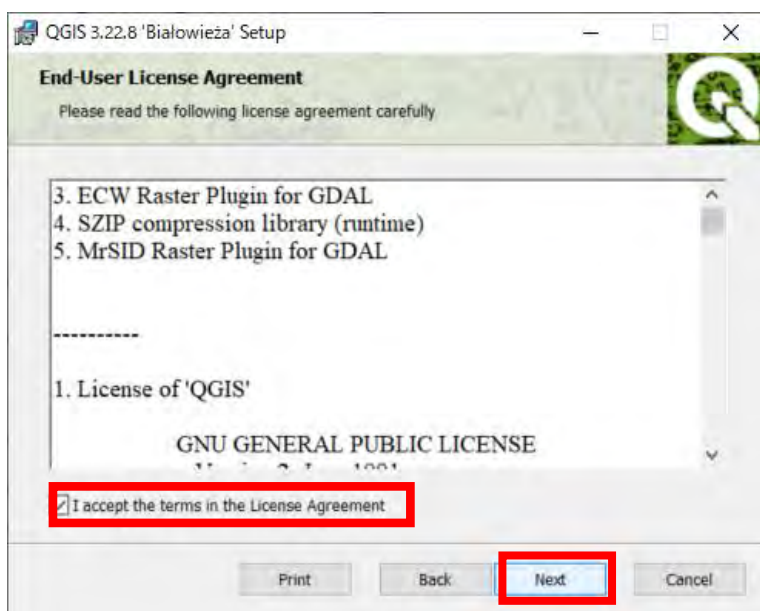 QGIS 3.22.8 'Białowieża' Setup
End-User License Agreement
Please read the following license agreement carefully
3. ECW Raster Plugin for GDAL
4. SZIP compression library (runtime)
5. MrSID Raster Plugin for GDAL
----------
1. License of 'QGIS'
GNU GENERAL PUBLIC LICENSE
I accept the terms in the License Agreement
Print Back Next Cancel